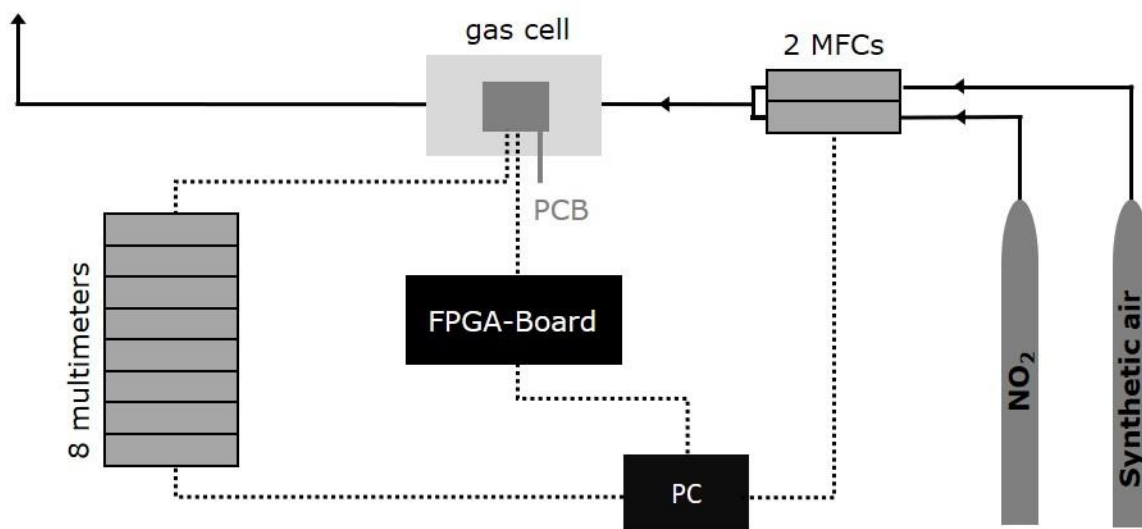 gas cell
2 MFCs
PCB
8 multimeters
FPGA-Board
PC
NO₂
Synthetic air